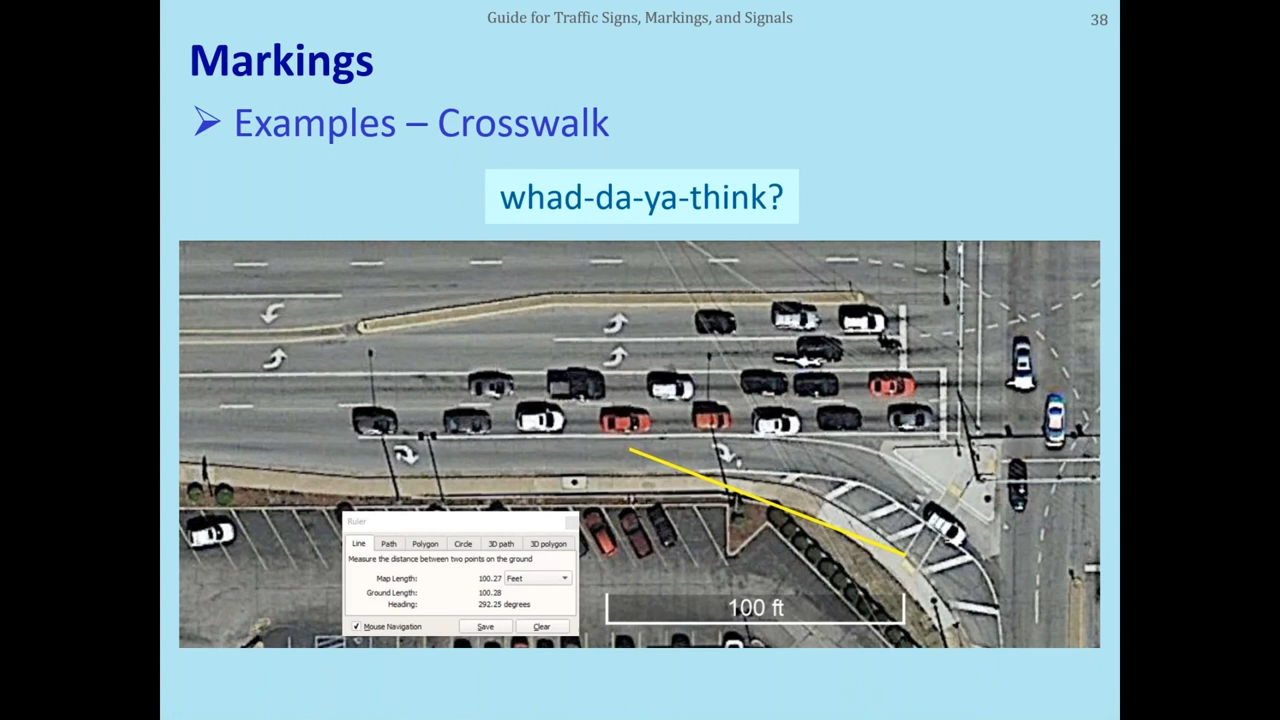 Guide for Traffic Signs, Markings, and Signals
38
Markings
Examples – Crosswalk
whad-da-ya-think?
Ruler
Line Path Polygon Circle 3D path 3D polygon
Measure the distance between two points on the ground
Map Length: 100.27 Feet
Ground Length: 100.28
Heading: 292.25 degrees
Mouse Navigation Save Clear
100 ft